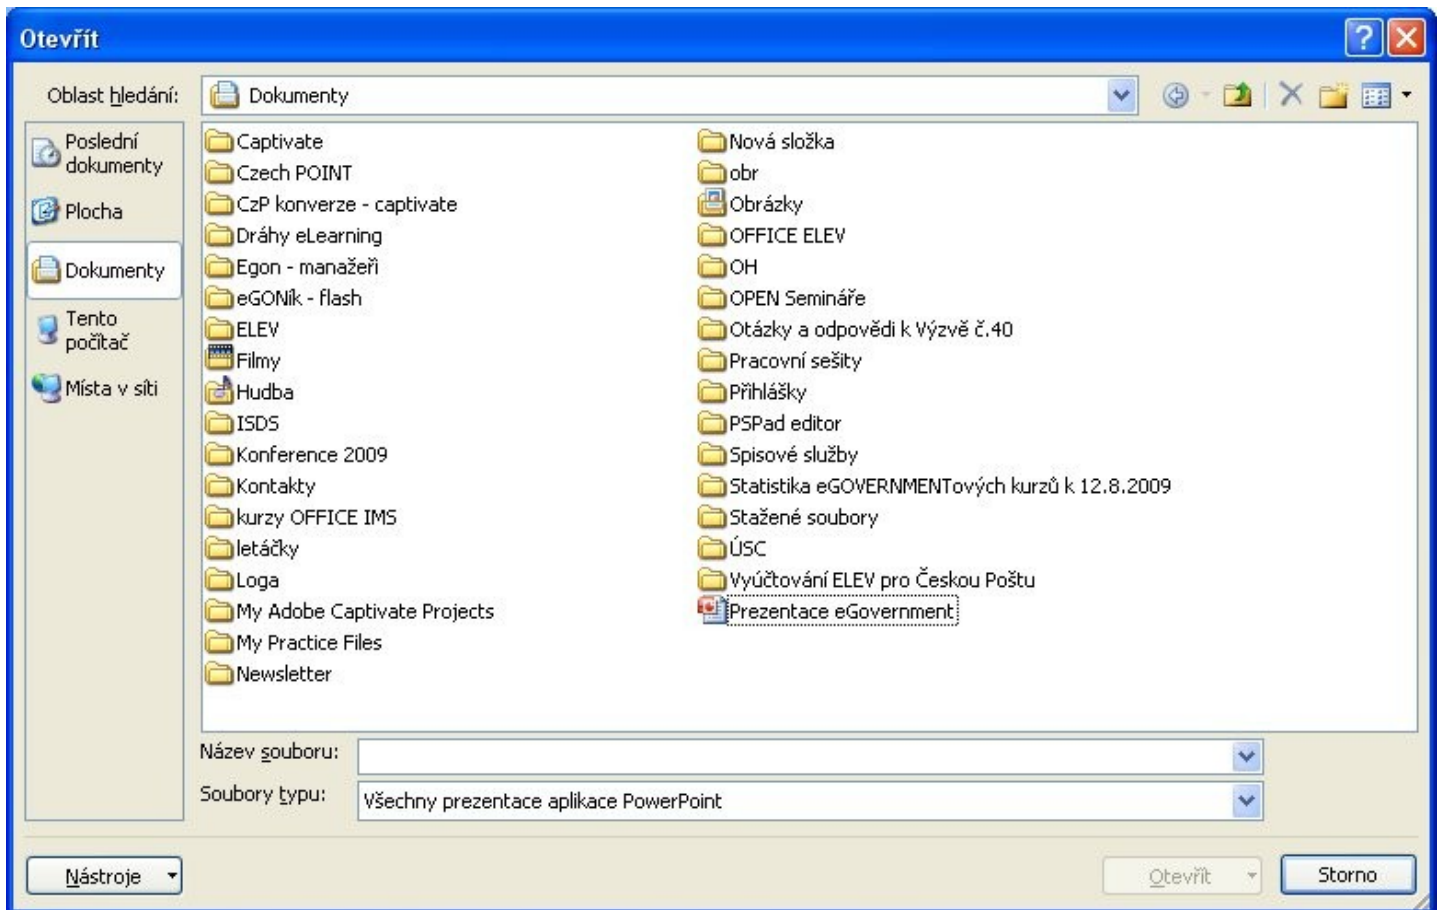 Otevřít
Oblast hledání:
Dokumenty
Poslední
dokumenty
Plocha
Dokumenty
Tento
počítač
Místa v síti
Captivate
Czech POINT
CzP konverze - captivate
Dráhy eLearning
Egon - manažeři
eGONík - flash
ELEV
Filmy
Hudba
ISDS
Konference 2009
Kontakty
kurzy OFFICE IMS
letáčky
Loga
My Adobe Captivate Projects
My Practice Files
Newsletter
Nová složka
obr
Obrázky
OFFICE ELEV
OH
OPEN Semináře
Otázky a odpovědi k Výzvě č.40
Pracovní sešity
Přihlášky
PSPad editor
Spisové služby
Statistika eGOVERNMENTových kurzů k 12.8.2009
Stažené soubory
ÚSC
Vyúčtování ELEV pro Českou Poštu
Prezentace eGovernment
Název souboru:
Soubory typu:
Všechny prezentace aplikace PowerPoint
Nástroje
Otevřít
Storno